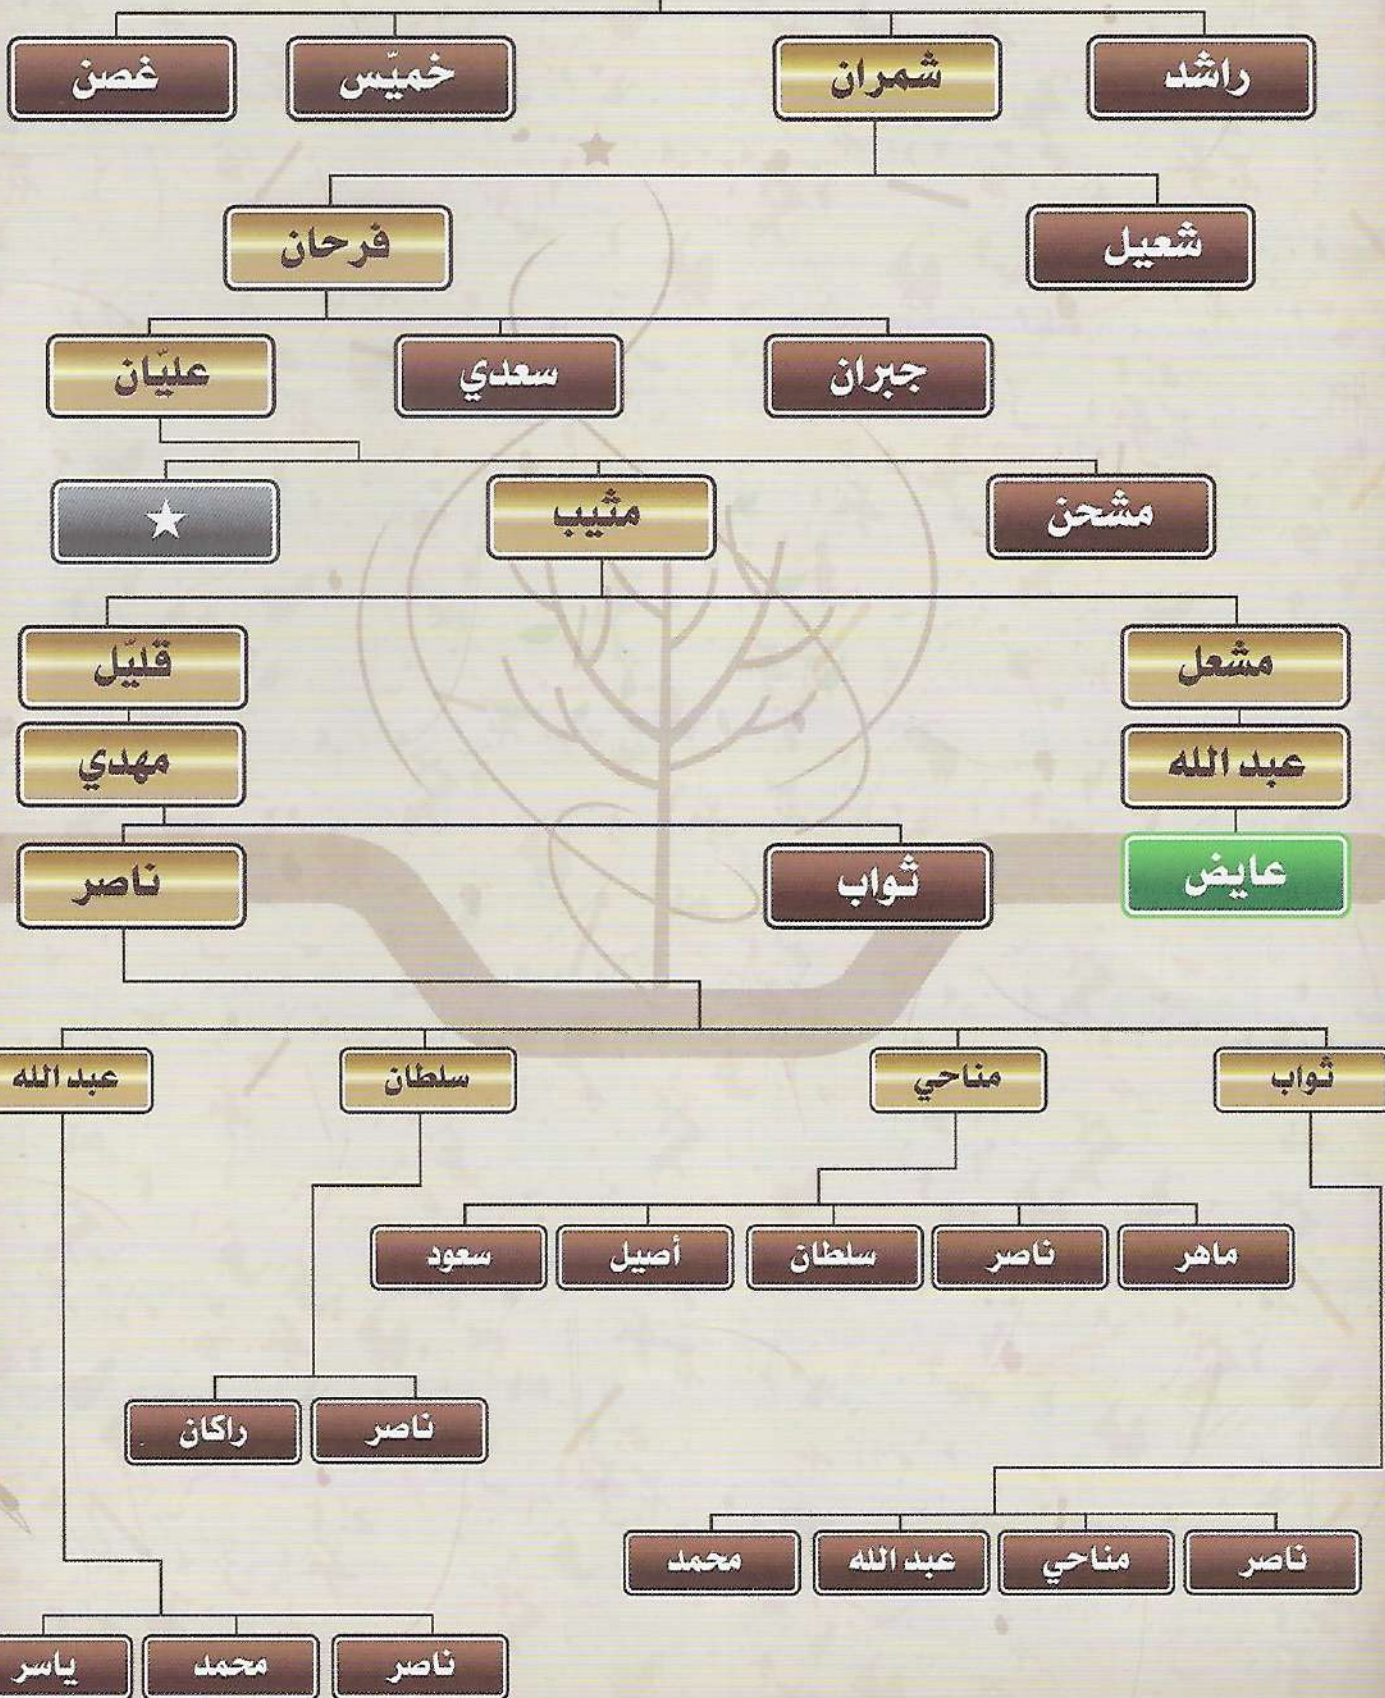 راشد
شمران
خميّس
غصن
شعيل
فرحان
جبران
سعدي
عليّان
مشحن
مثيب
مشعل
قليّل
عبد الله
مهدي
عايض
ثواب
ناصر
ثواب
مناحي
سلطان
عبد الله
ماهر
ناصر
سلطان
أصيل
سعود
ناصر
راكان
ناصر
مناحي
عبد الله
محمد
ناصر
محمد
ياسر